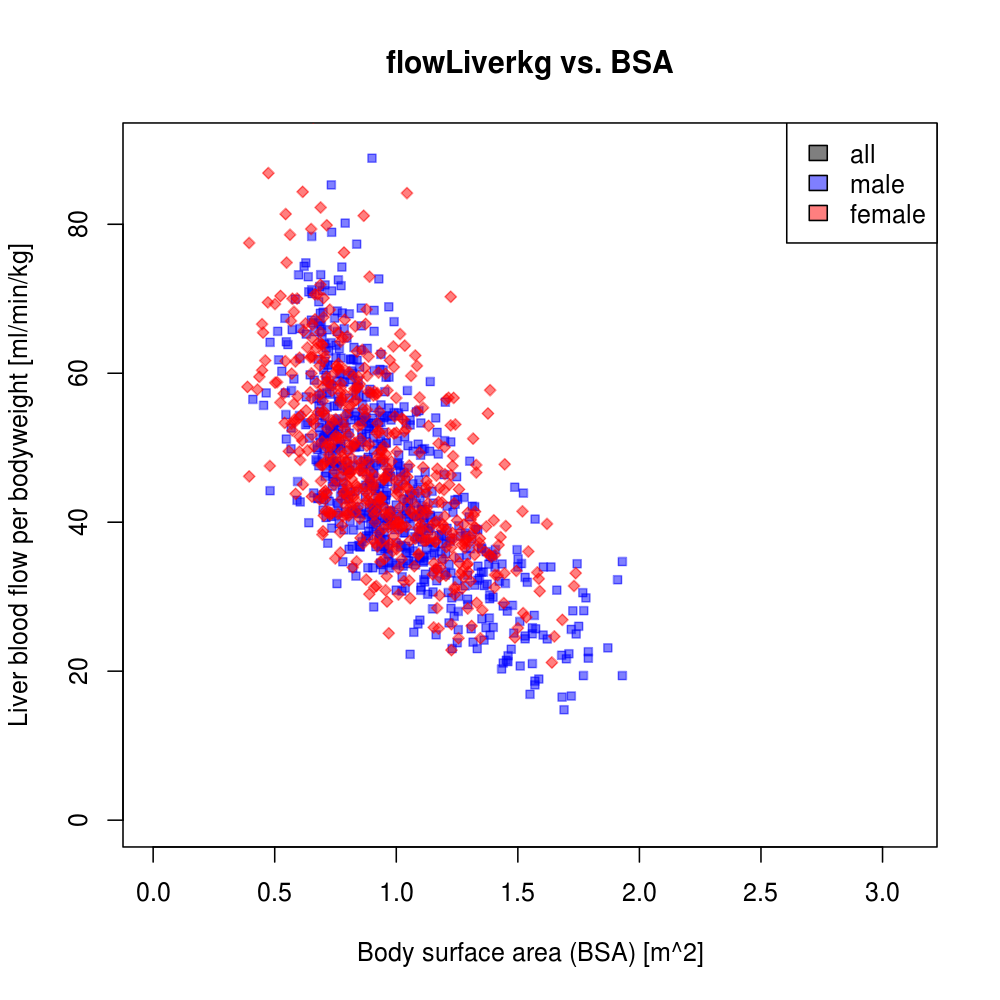 flowLiverkg vs. BSA
all
male
female
Liver blood flow per bodyweight [ml/min/kg]
80
60
40
20
0
0.0 0.5 1.0 1.5 2.0 2.5 3.0
Body surface area (BSA) [m^2]